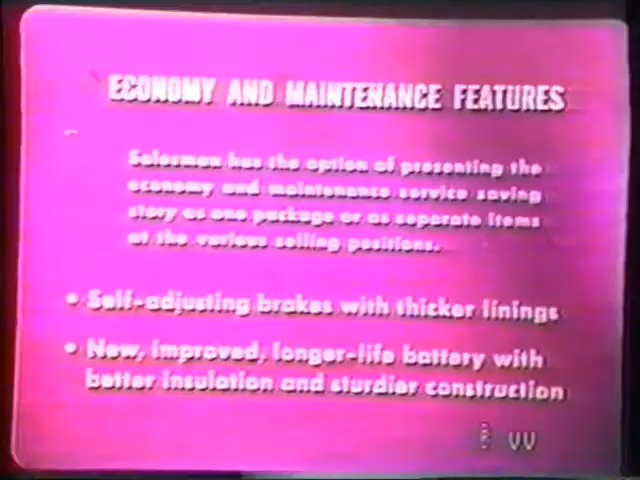 ECONOMY AND MAINTENANCE FEATURES
Salesman has the option of presenting the
economy and maintenance service saving
story as one package or as separate items
at the various selling positions.
• Self-adjusting brakes with thicker linings
• New, improved, longer-life battery with
better insulation and sturdier construction